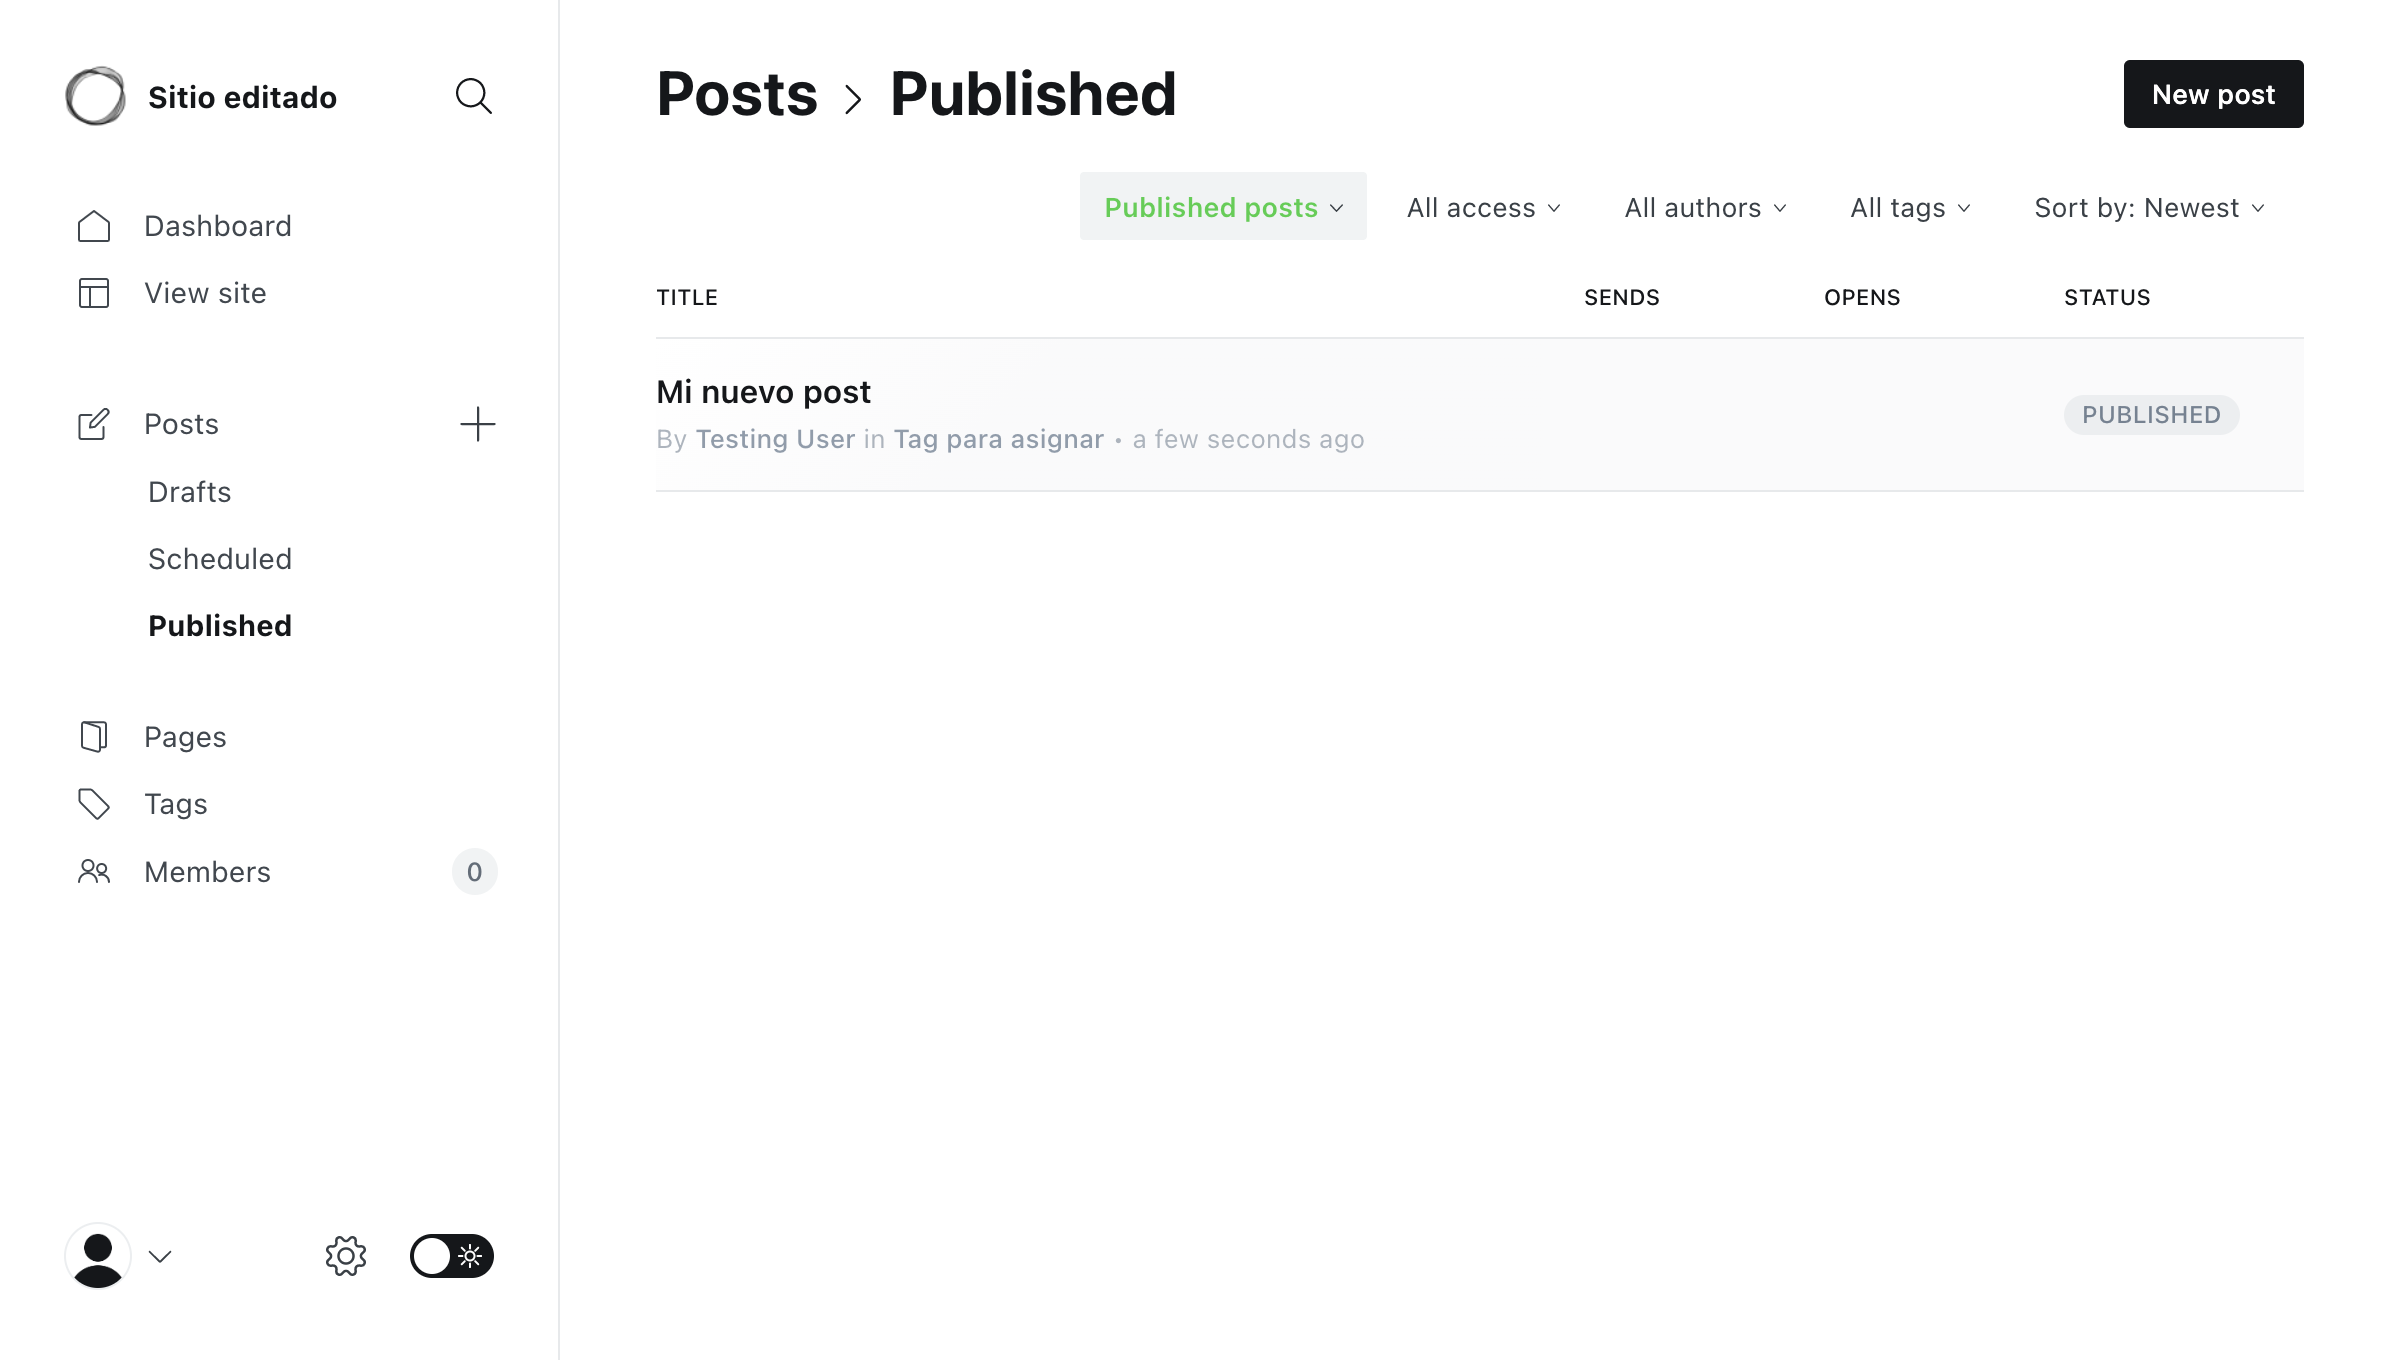 Sitio editado
Dashboard
View site
Posts
Drafts
Scheduled
Published
Pages
Tags
Members 0
Posts › Published
New post
Published posts All access All authors All tags Sort by: Newest
TITLE SENDS OPENS STATUS
Mi nuevo post
By Testing User in Tag para asignar • a few seconds ago
PUBLISHED